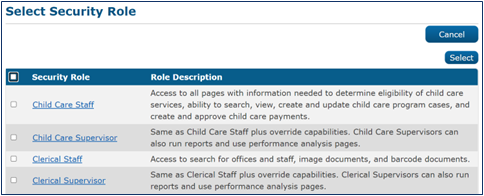 Select Security Role
Cancel
Select
Security Role Role Description
Access to all pages with information needed to determine eligibility of child care
Child Care Staff services, ability to search, view, create and update child care program cases, and
create and approve child care payments.
Child Care Supervisor Same as Child Care Staff plus override capabilities. Child Care Supervisors can
also run reports and use performance analysis pages.
Clerical Staff Access to search for offices and staff, image documents, and barcode documents.
Clerical Supervisor Same as Clerical Staff plus override capabilities. Clerical Supervisors can also run
reports and use performance analysis pages.